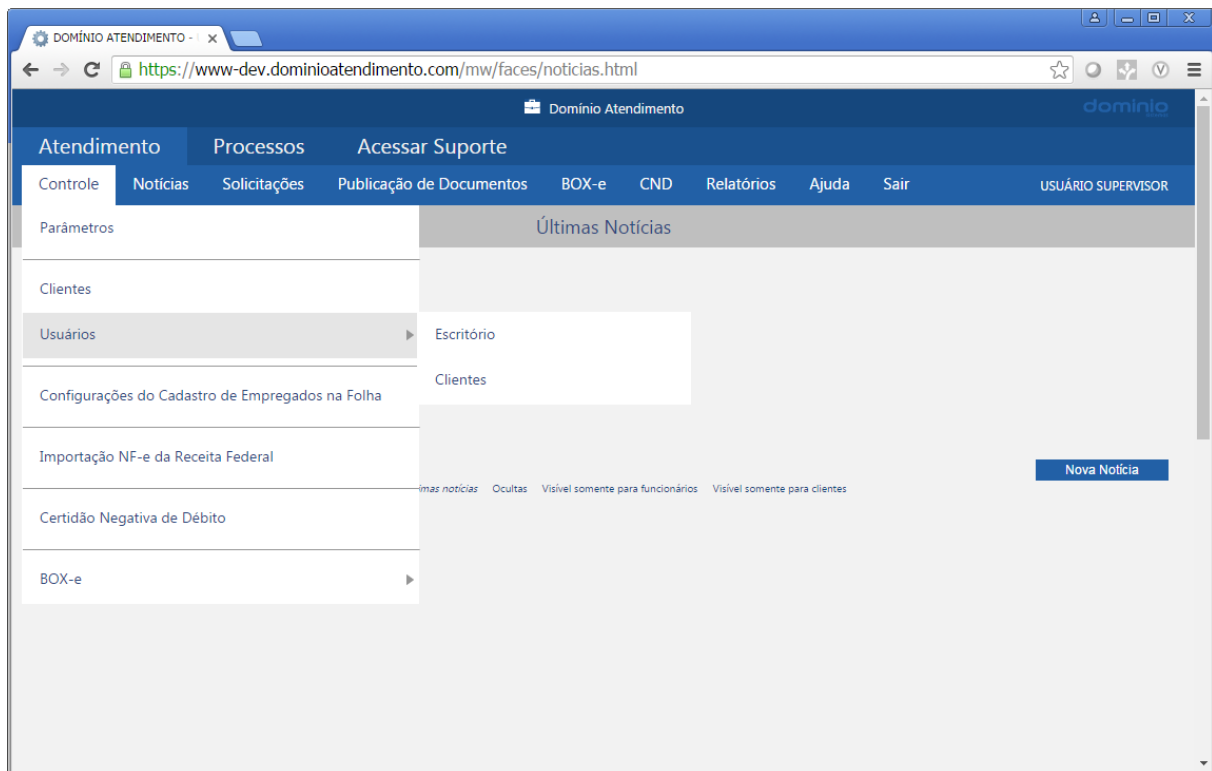 DOMÍNIO ATENDIMENTO -
https://www-dev.dominioatendimento.com/mw/faces/noticias.html
Domínio Atendimento
domínio
Atendimento Processos Acessar Suporte
Controle Notícias Solicitações Publicação de Documentos BOX-e CND Relatórios Ajuda Sair USUÁRIO SUPERVISOR
Parâmetros
Últimas Notícias
Clientes
Usuários
Escritório
Clientes
Configurações do Cadastro de Empregados na Folha
Importação NF-e da Receita Federal
Nova Notícia
notícias Ocultas Visível somente para funcionários Visível somente para clientes
Certidão Negativa de Débito
BOX-e